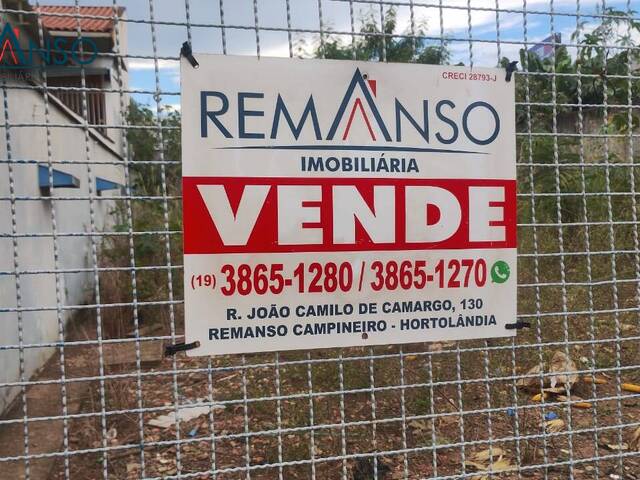 CRECI 28793-J
REMANSO
IMOBILIÁRIA
VENDE
(19) 3865-1280 / 3865-1270
R. JOÃO CAMILO DE CAMARGO, 130
REMANSO CAMPINEIRO - HORTOLÂNDIA